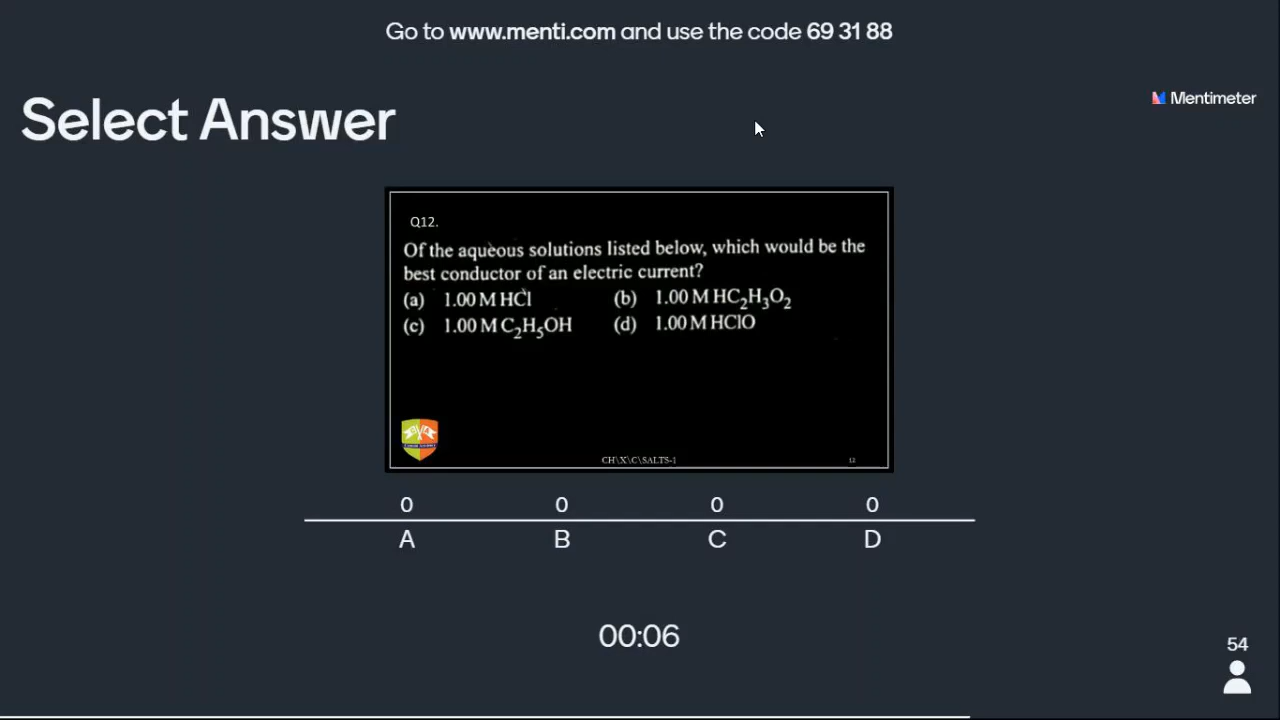 Go to www.menti.com and use the code 69 31 88
Mentimeter
Select Answer
Q12.
Of the aqueous solutions listed below, which would be the
best conductor of an electric current?
(a) 1.00 M HCl (b) 1.00 M HC₂H₃O₂
(c) 1.00 M C₂H₅OH (d) 1.00 M HClO
CH\X\C\SALTS-1 12
0 0 0 0
A B C D
00:06
54